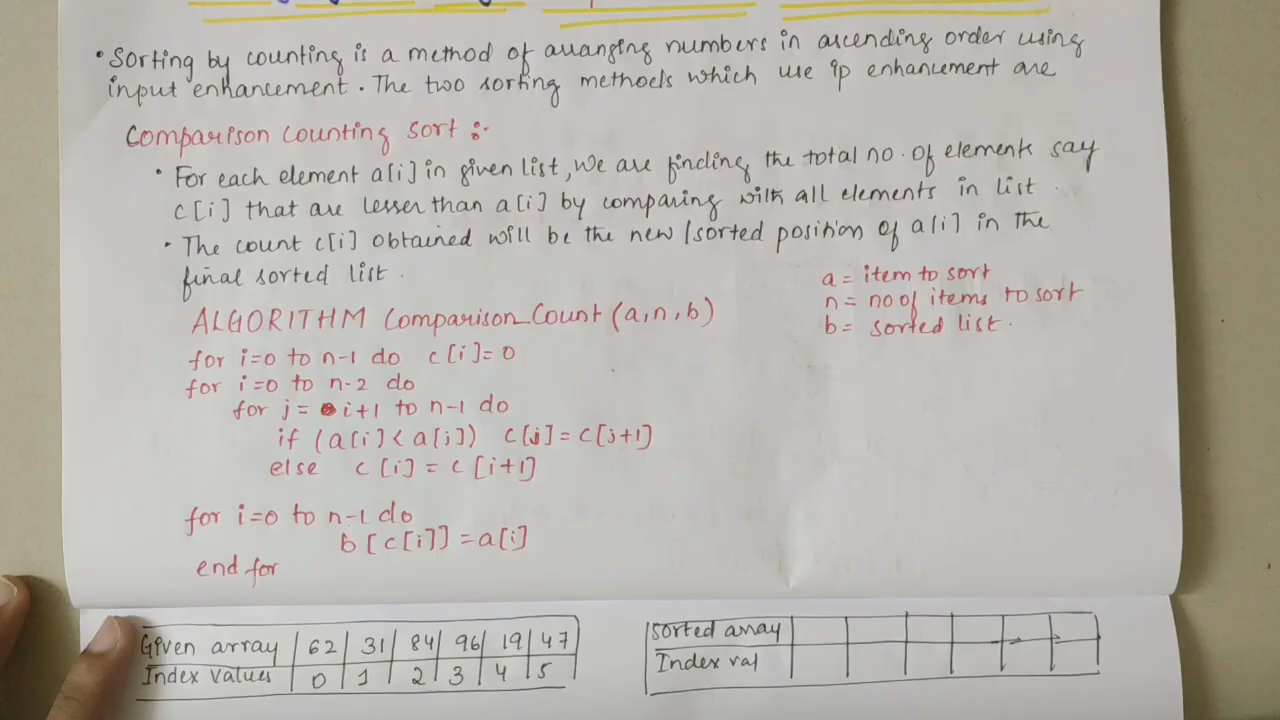 • Sorting by counting is a method of arranging numbers in ascending order using
input enhancement. The two sorting methods which use ip enhancement are
Comparison counting sort :-
• For each element a[i] in given list, we are finding the total no. of elements say
c[i] that are lesser than a[i] by comparing with all elements in list.
• The count c[i] obtained will be the new/sorted position of a[i] in the
final sorted list.
a = item to sort
n = no of items to sort
b = sorted list.
ALGORITHM Comparison_Count (a, n, b)
for i=0 to n-1 do c[i]=0
for i=0 to n-2 do
for j= i+1 to n-1 do
if (a[i] < a[j]) c[j] = c[j+1]
else c[i] = c[i+1]
for i=0 to n-1 do
b[c[i]] = a[i]
end for
Given array | 62 | 31 | 84 | 96 | 19 | 47
Index values | 0 | 1 | 2 | 3 | 4 | 5
Sorted array
Index val